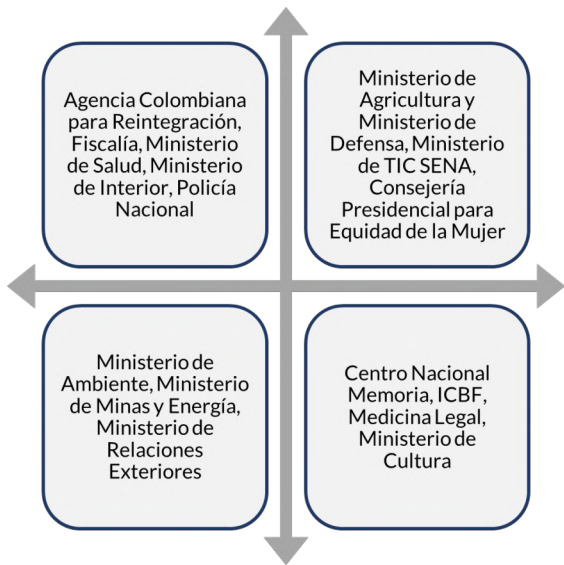 Agencia Colombiana
para Reintegración,
Fiscalía, Ministerio
de Salud, Ministerio
de Interior, Policía
Nacional
Ministerio de
Agricultura y
Ministerio de
Defensa, Ministerio
de TIC SENA,
Consejería
Presidencial para
Equidad de la Mujer
Ministerio de
Ambiente, Ministerio
de Minas y Energía,
Ministerio de
Relaciones
Exteriores
Centro Nacional
Memoria, ICBF,
Medicina Legal,
Ministerio de
Cultura